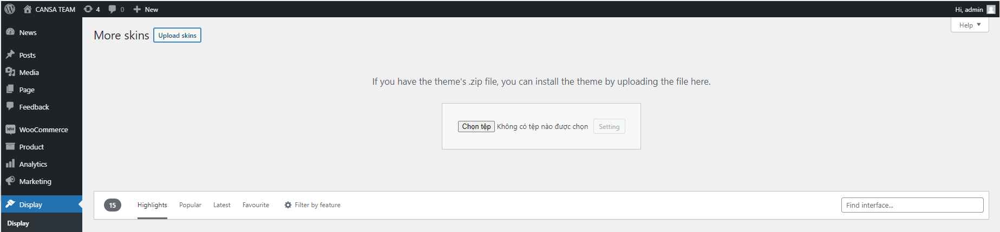 CANSA TEAM 4 0 New Hi, admin
Help
News
Posts
Media
Page
Feedback
WooCommerce
Product
Analytics
Marketing
Display
Display
More skins Upload skins
If you have the theme's .zip file, you can install the theme by uploading the file here.
Chọn tệp Không có tệp nào được chọn Setting
15 Highlights Popular Latest Favourite Filter by feature Find interface...